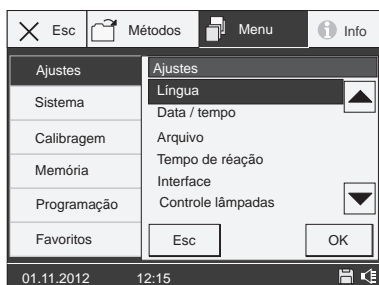 Esc Métodos Menu Info
Ajustes
Sistema
Calibragem
Memória
Programação
Favoritos
Ajustes
Língua
Data / tempo
Arquivo
Tempo de réação
Interface
Controle lâmpadas
Esc OK
01.11.2012 12:15